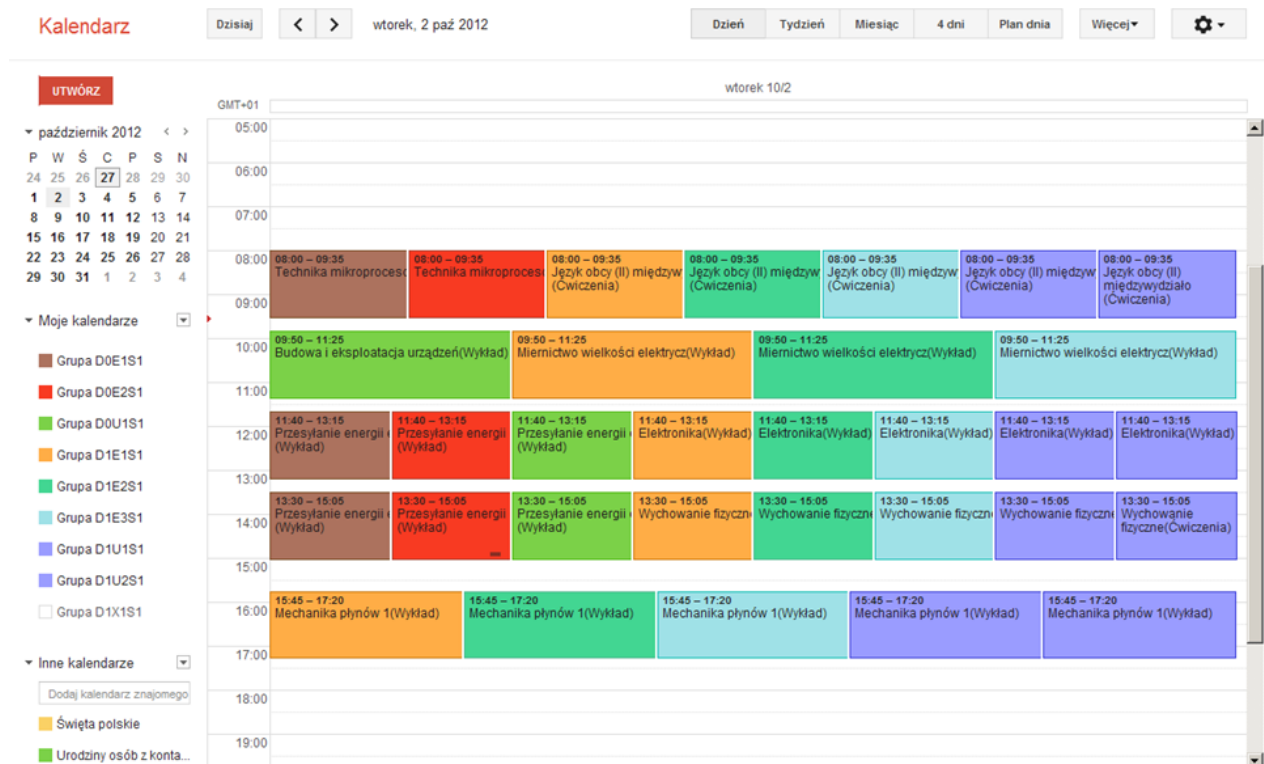 Kalendarz
Dzisiaj
wtorek, 2 paź 2012
Dzień Tydzień Miesiąc 4 dni Plan dnia Więcej
UTWÓRZ
październik 2012
P W Ś C P S N
24 25 26 27 28 29 30
1 2 3 4 5 6 7
8 9 10 11 12 13 14
15 16 17 18 19 20 21
22 23 24 25 26 27 28
29 30 31 1 2 3 4
Moje kalendarze
Grupa D0E1S1
Grupa D0E2S1
Grupa D0U1S1
Grupa D1E1S1
Grupa D1E2S1
Grupa D1E3S1
Grupa D1U1S1
Grupa D1U2S1
Grupa D1X1S1
Inne kalendarze
Dodaj kalendarz znajomego
Święta polskie
Urodziny osób z konta...
wtorek 10/2
GMT+01
05:00
06:00
07:00
08:00
08:00 – 09:35
Technika mikroproceso
08:00 – 09:35
Technika mikroproces
08:00 – 09:35
Język obcy (II) międzyw
(Ćwiczenia)
08:00 – 09:35
Język obcy (II) międzyw
(Ćwiczenia)
08:00 – 09:35
Język obcy (II) międzyw
(Ćwiczenia)
08:00 – 09:35
Język obcy (II) międzyw
(Ćwiczenia)
08:00 – 09:35
Język obcy (II)
międzywydziało
(Ćwiczenia)
09:00
10:00
09:50 – 11:25
Budowa i eksploatacja urządzeń(Wykład)
09:50 – 11:25
Miernictwo wielkości elektrycz(Wykład)
09:50 – 11:25
Miernictwo wielkości elektrycz(Wykład)
09:50 – 11:25
Miernictwo wielkości elektrycz(Wykład)
11:00
12:00
11:40 – 13:15
Przesyłanie energii
(Wykład)
11:40 – 13:15
Przesyłanie energii
(Wykład)
11:40 – 13:15
Przesyłanie energii
(Wykład)
11:40 – 13:15
Elektronika(Wykład)
11:40 – 13:15
Elektronika(Wykład)
11:40 – 13:15
Elektronika(Wykład)
11:40 – 13:15
Elektronika(Wykład)
11:40 – 13:15
Elektronika(Wykład)
13:00
14:00
13:30 – 15:05
Przesyłanie energii
(Wykład)
13:30 – 15:05
Przesyłanie energii
(Wykład)
13:30 – 15:05
Przesyłanie energii
(Wykład)
13:30 – 15:05
Wychowanie fizyczn
13:30 – 15:05
Wychowanie fizyczn
13:30 – 15:05
Wychowanie fizyczn
13:30 – 15:05
Wychowanie fizyczn
13:30 – 15:05
Wychowanie
fizyczne(Ćwiczenia)
15:00
16:00
15:45 – 17:20
Mechanika płynów 1(Wykład)
15:45 – 17:20
Mechanika płynów 1(Wykład)
15:45 – 17:20
Mechanika płynów 1(Wykład)
15:45 – 17:20
Mechanika płynów 1(Wykład)
15:45 – 17:20
Mechanika płynów 1(Wykład)
17:00
18:00
19:00